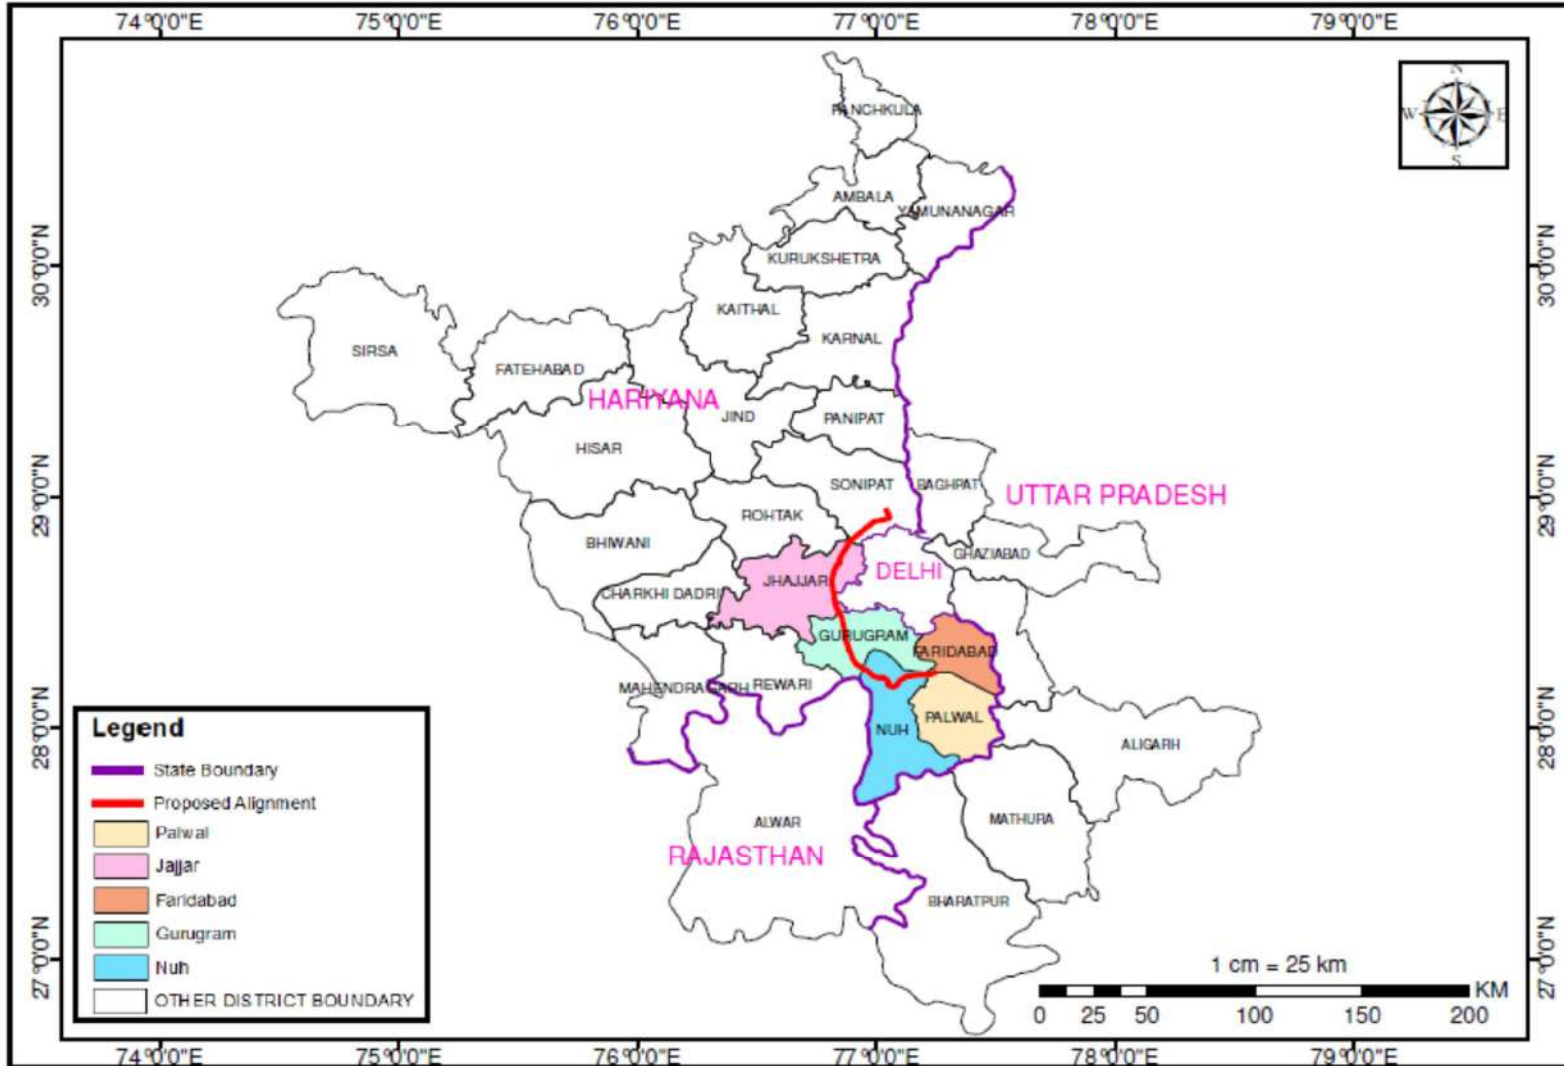 74°0'0"E 75°0'0"E 76°0'0"E 77°0'0"E 78°0'0"E 79°0'0"E
N
W E
S
PANCHKULA
AMBALA
YAMUNANAGAR
30°0'0"N
KURUKSHETRA
30°0'0"N
KAITHAL
KARNAL
SIRSA
FATEHABAD
HARIYANA
JIND
PANIPAT
HISAR
29°0'0"N
SONIPAT
BAGHPAT
UTTAR PRADESH
29°0'0"N
ROHTAK
BHIWANI
GHAZIABAD
DELHI
JHAJJAR
CHARKHI DADRI
GURUGRAM
FARIDABAD
MAHENDRAGARH
REWARI
28°0'0"N
NUH
PALWAL
ALIGARH
28°0'0"N
ALWAR
MATHURA
RAJASTHAN
BHARATPUR
Legend
State Boundary
Proposed Alignment
Palwal
Jajjar
Faridabad
Gurugram
Nuh
OTHER DISTRICT BOUNDARY
27°0'0"N
27°0'0"N
1 cm = 25 km
KM
0 25 50 100 150 200
74°0'0"E 75°0'0"E 76°0'0"E 77°0'0"E 78°0'0"E 79°0'0"E